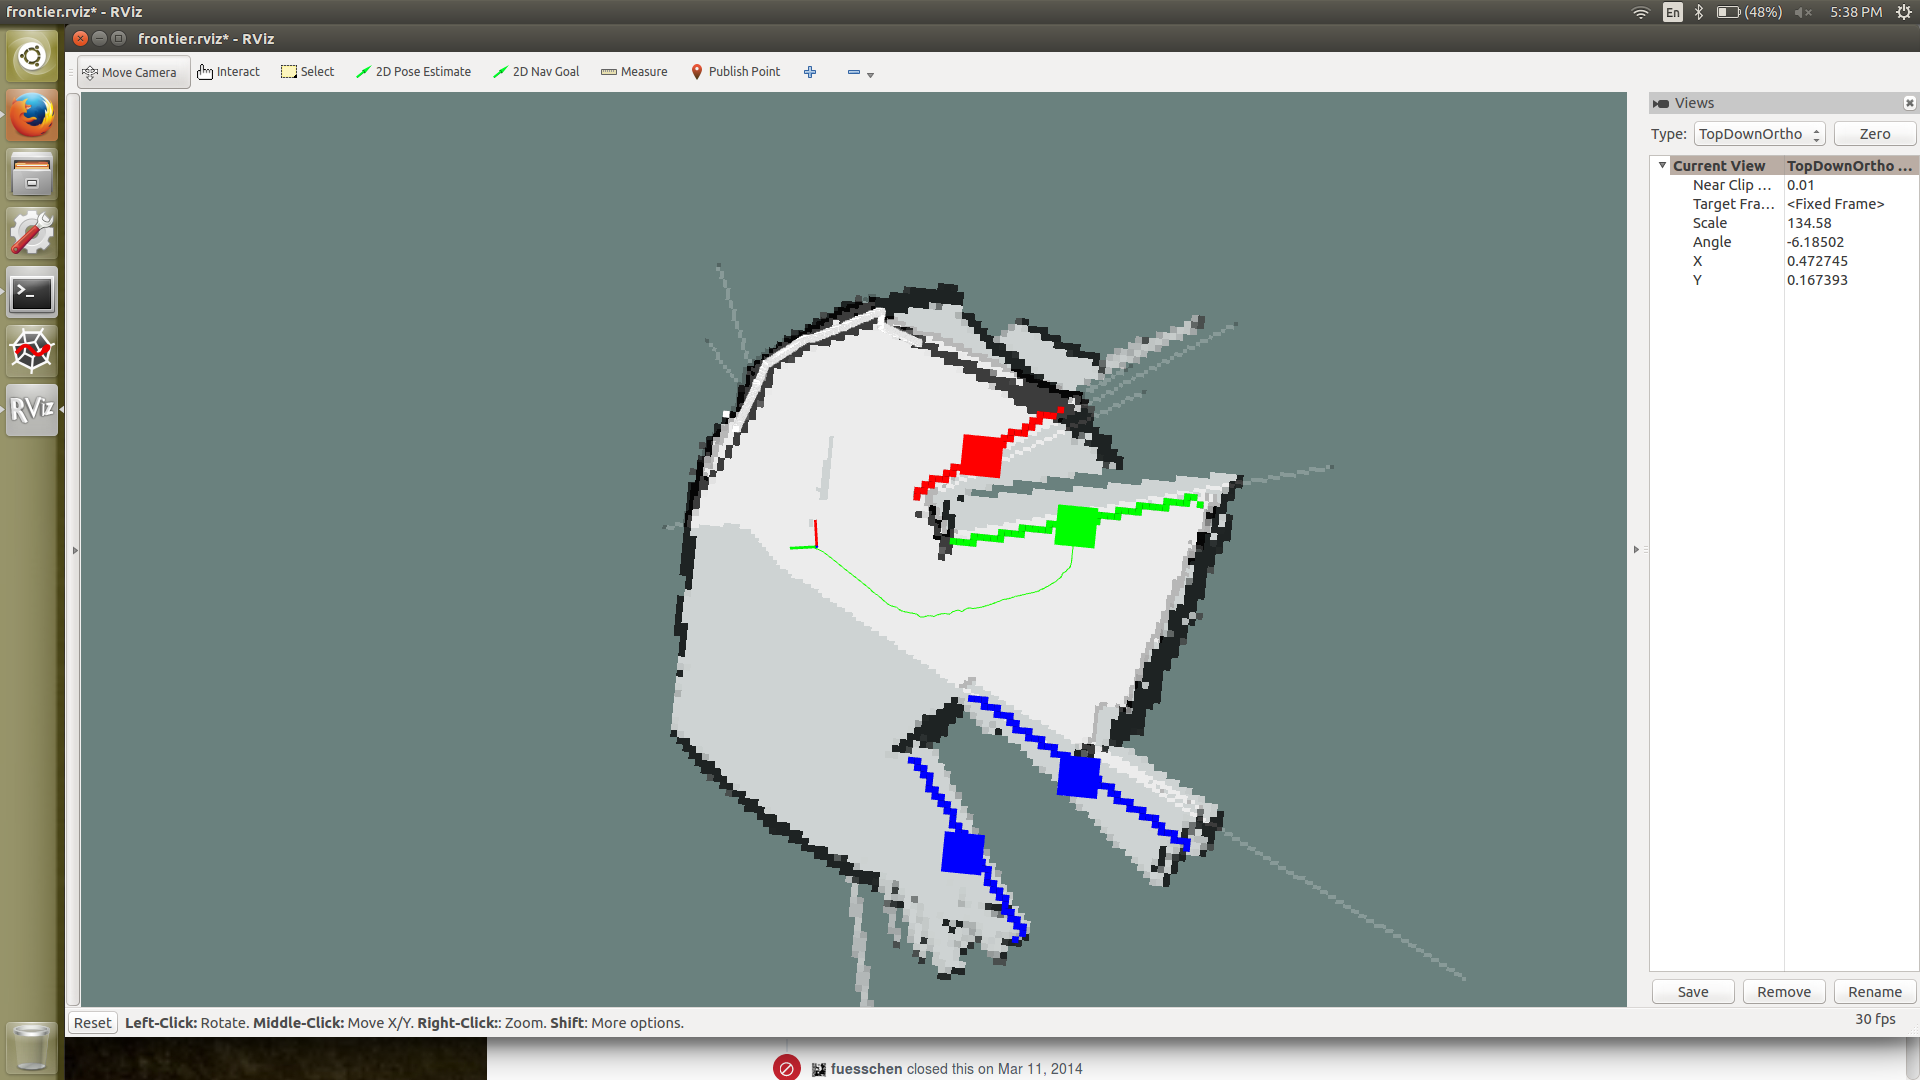 frontier.rviz* - RViz
En
(48%)
5:38 PM
frontier.rviz* - RViz
Move Camera
Interact
Select
2D Pose Estimate
2D Nav Goal
Measure
Publish Point
Views
Type:
TopDownOrtho
Zero
Current View
TopDownOrtho ...
Near Clip ...
0.01
Target Fra...
<Fixed Frame>
Scale
134.58
Angle
-6.18502
X
0.472745
Y
0.167393
RViz
Save
Remove
Rename
Reset
Left-Click: Rotate. Middle-Click: Move X/Y. Right-Click:: Zoom. Shift: More options.
30 fps
fuesschen closed this on Mar 11, 2014